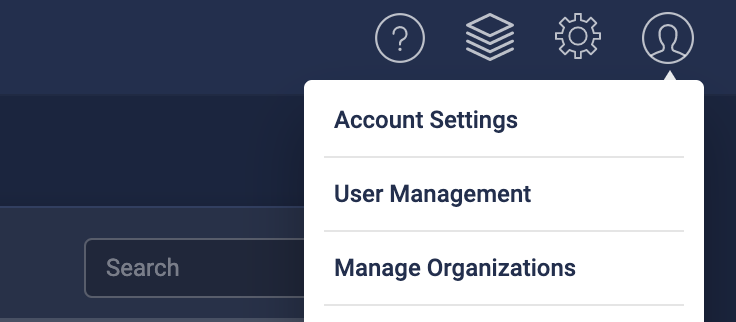 ?
Account Settings
User Management
Search
Manage Organizations